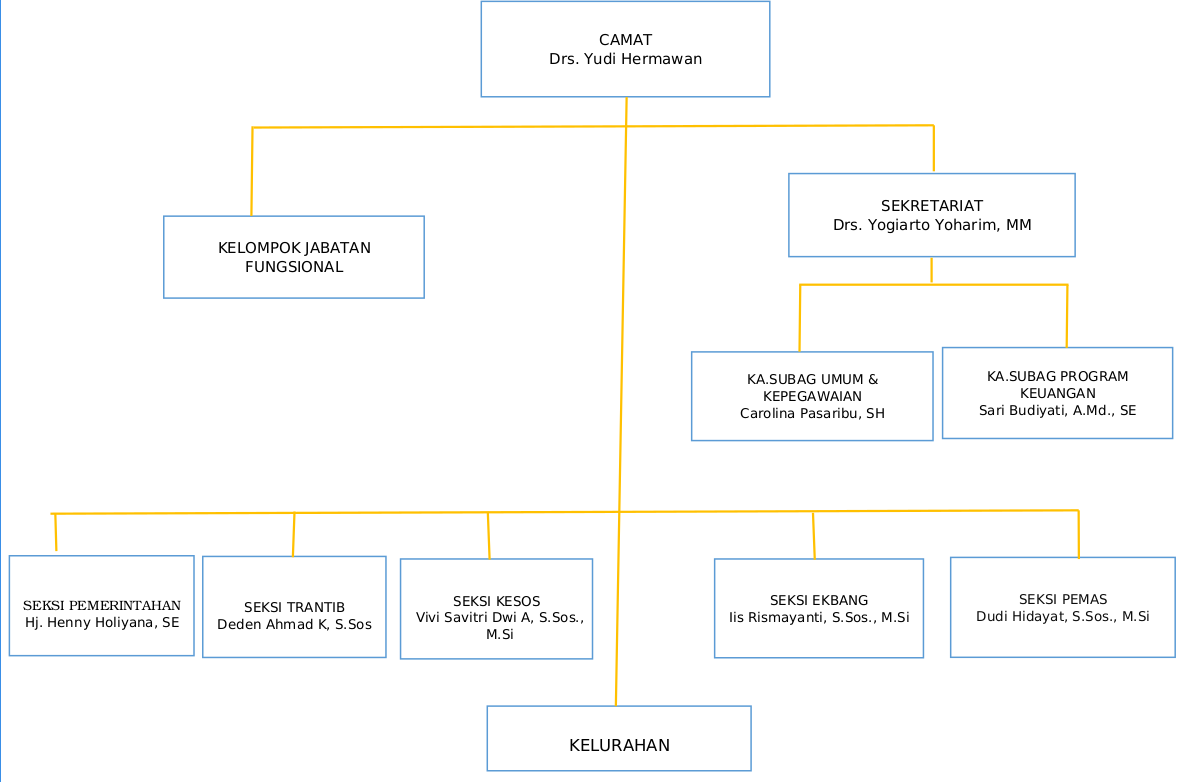 CAMAT
Drs. Yudi Hermawan
SEKRETARIAT
Drs. Yogiarto Yoharim, MM
KELOMPOK JABATAN
FUNGSIONAL
KA.SUBAG UMUM &
KEPEGAWAIAN
Carolina Pasaribu, SH
KA.SUBAG PROGRAM
KEUANGAN
Sari Budiyati, A.Md., SE
SEKSI PEMERINTAHAN
Hj. Henny Holiyana, SE
SEKSI TRANTIB
Deden Ahmad K, S.Sos
SEKSI KESOS
Vivi Savitri Dwi A, S.Sos.,
M.Si
SEKSI EKBANG
Iis Rismayanti, S.Sos., M.Si
SEKSI PEMAS
Dudi Hidayat, S.Sos., M.Si
KELURAHAN